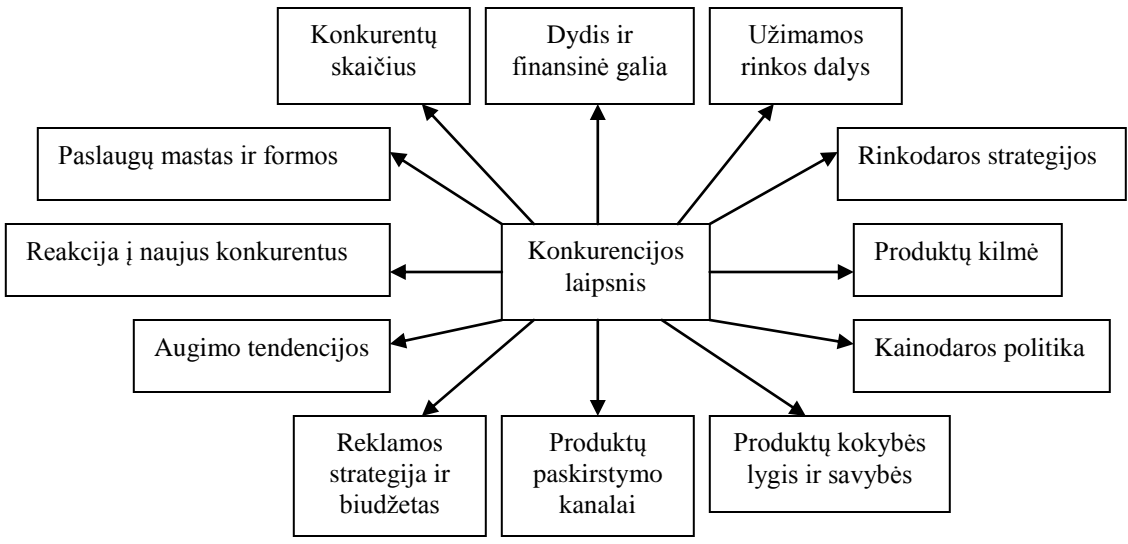 Konkurentų
skaičius
Dydis ir
finansinė galia
Užimamos
rinkos dalys
Paslaugų mastas ir formos
Rinkodaros strategijos
Reakcija į naujus konkurentus
Konkurencijos
laipsnis
Produktų kilmė
Augimo tendencijos
Kainodaros politika
Reklamos
strategija ir
biudžetas
Produktų
paskirstymo
kanalai
Produktų kokybės
lygis ir savybės